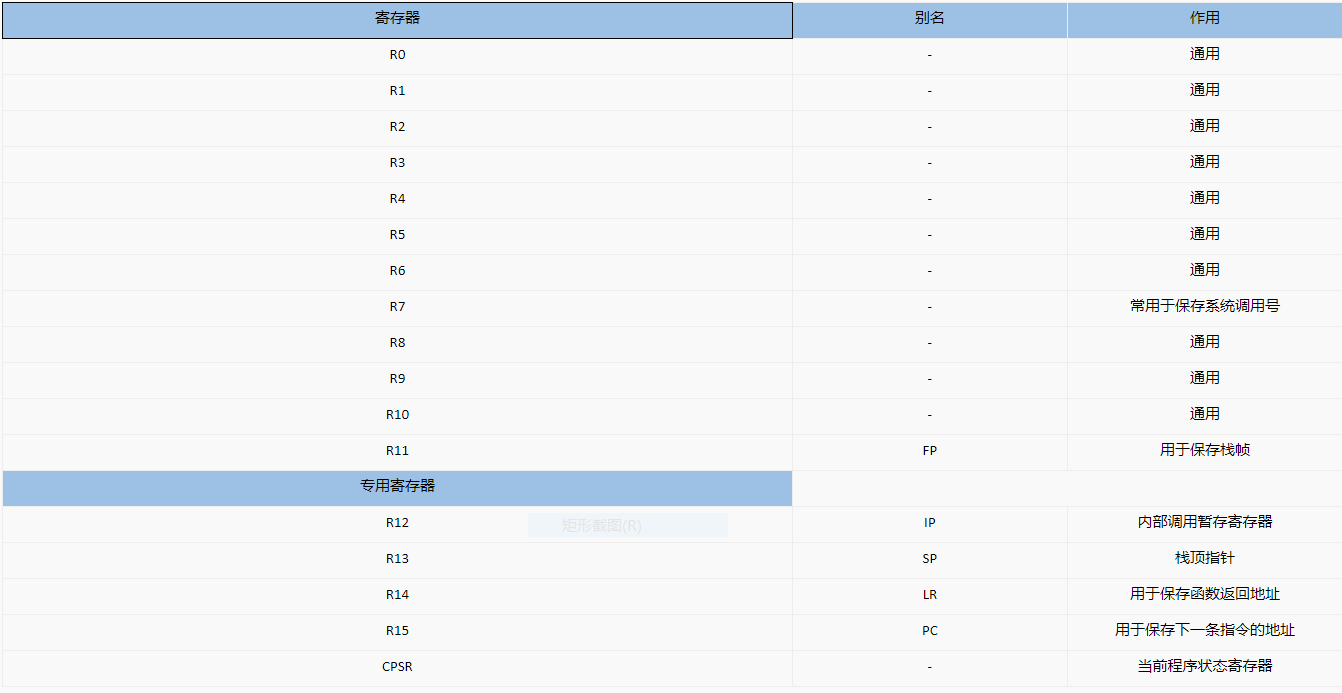 寄存器 别名 作用
R0 - 通用
R1 - 通用
R2 - 通用
R3 - 通用
R4 - 通用
R5 - 通用
R6 - 通用
R7 - 常用于保存系统调用号
R8 - 通用
R9 - 通用
R10 - 通用
R11 FP 用于保存栈帧
专用寄存器
R12 IP 内部调用暂存寄存器
矩形截图(R)
R13 SP 栈顶指针
R14 LR 用于保存函数返回地址
R15 PC 用于保存下一条指令的地址
CPSR - 当前程序状态寄存器